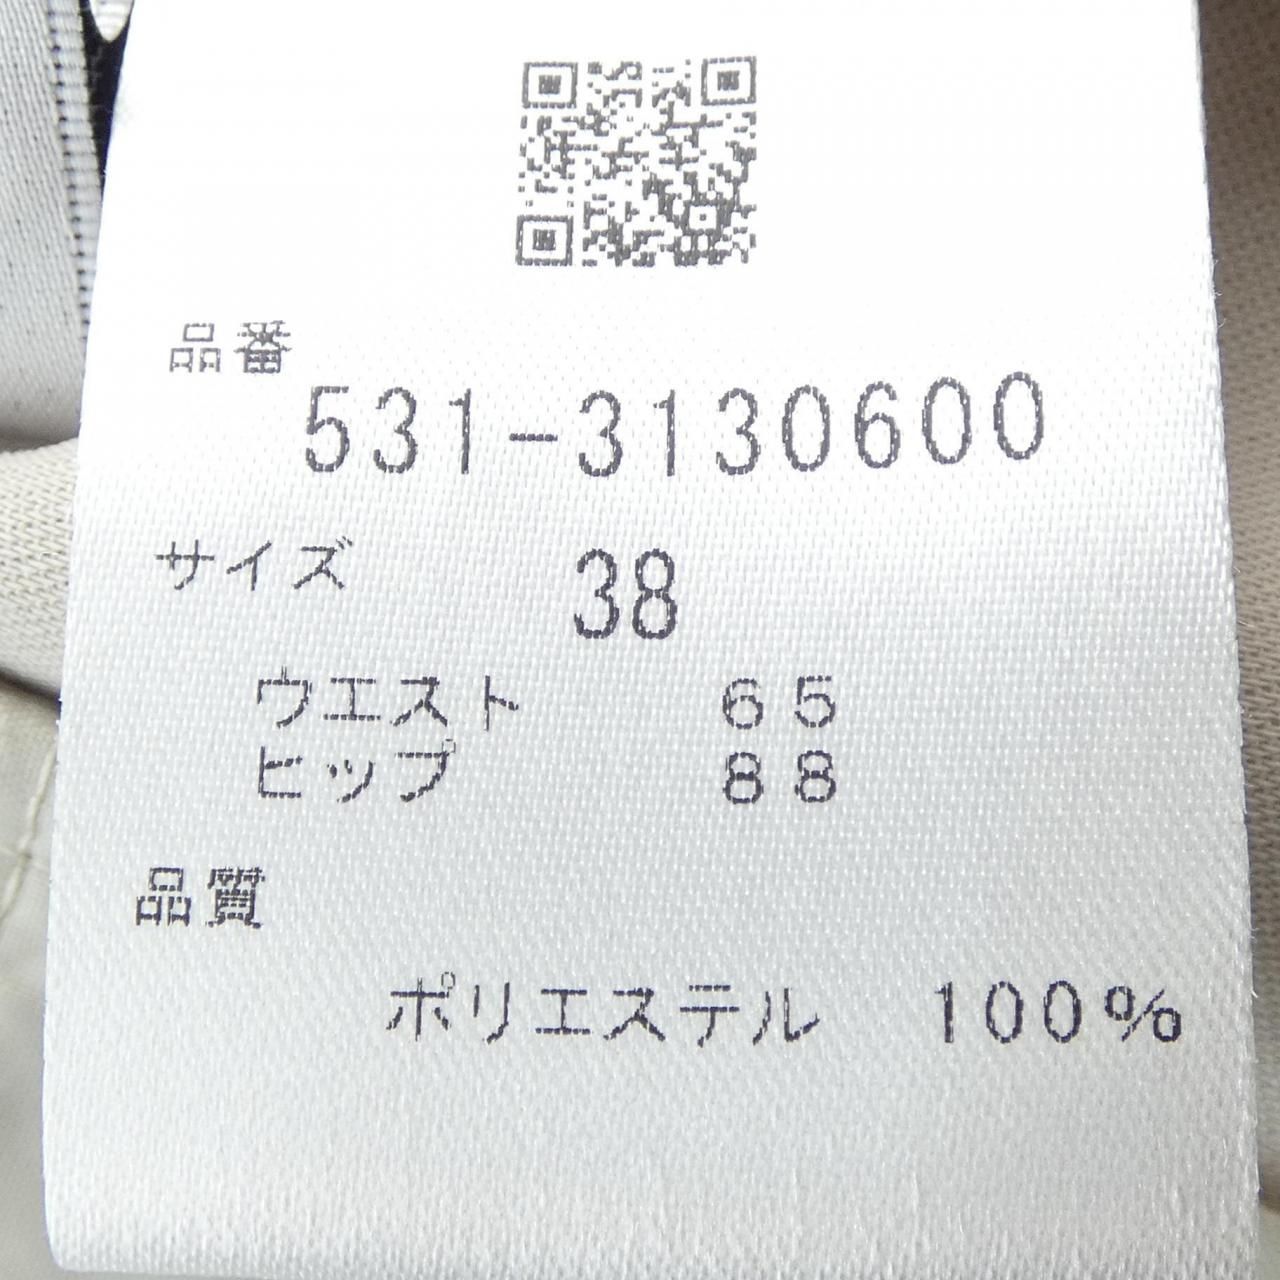 品番
531-3130600
サイズ 38
ウエスト 65
ヒップ 88
品質
ポリエステル 100%